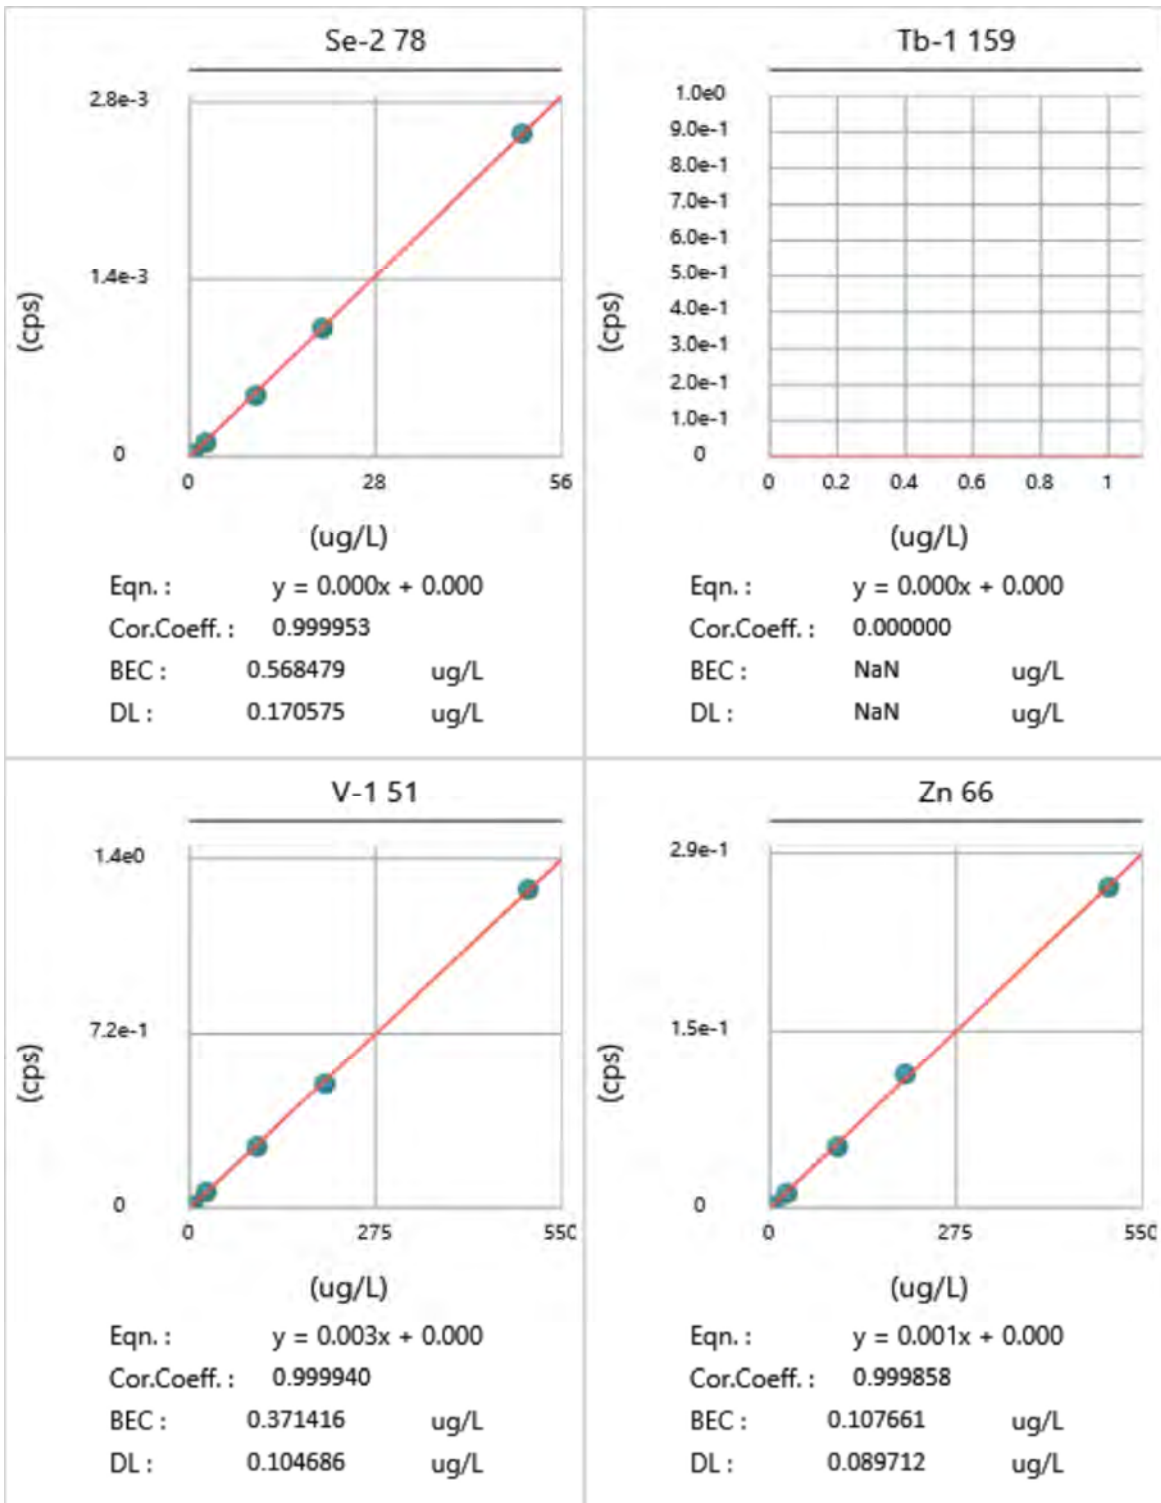 Se-2 78
2.8e-3
1.4e-3
0
(cps)
0 28 56
(ug/L)
Eqn. : y = 0.000x + 0.000
Cor.Coeff. : 0.999953
BEC : 0.568479 ug/L
DL : 0.170575 ug/L
Tb-1 159
1.0e0
9.0e-1
8.0e-1
7.0e-1
6.0e-1
5.0e-1
4.0e-1
3.0e-1
2.0e-1
1.0e-1
0
(cps)
0 0.2 0.4 0.6 0.8 1
(ug/L)
Eqn. : y = 0.000x + 0.000
Cor.Coeff. : 0.000000
BEC : NaN ug/L
DL : NaN ug/L
V-1 51
1.4e0
7.2e-1
0
(cps)
0 275 550
(ug/L)
Eqn. : y = 0.003x + 0.000
Cor.Coeff. : 0.999940
BEC : 0.371416 ug/L
DL : 0.104686 ug/L
Zn 66
2.9e-1
1.5e-1
0
(cps)
0 275 550
(ug/L)
Eqn. : y = 0.001x + 0.000
Cor.Coeff. : 0.999858
BEC : 0.107661 ug/L
DL : 0.089712 ug/L